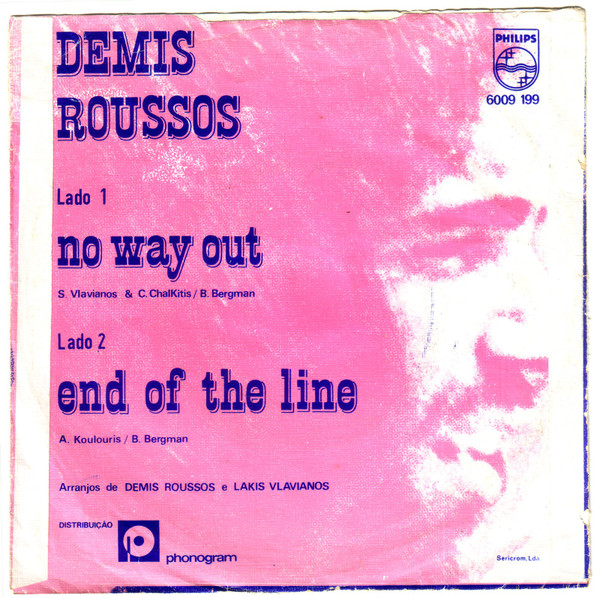 DEMIS
ROUSSOS
PHILIPS
6009 199
Lado 1
no way out
S. Vlavianos & C. ChalKitis / B. Bergman
Lado 2
end of the line
A. Koulouris / B. Bergman
Arranjos de DEMIS ROUSSOS e LAKIS VLAVIANOS
DISTRIBUIÇÃO
phonogram
Sericrom. Lda.